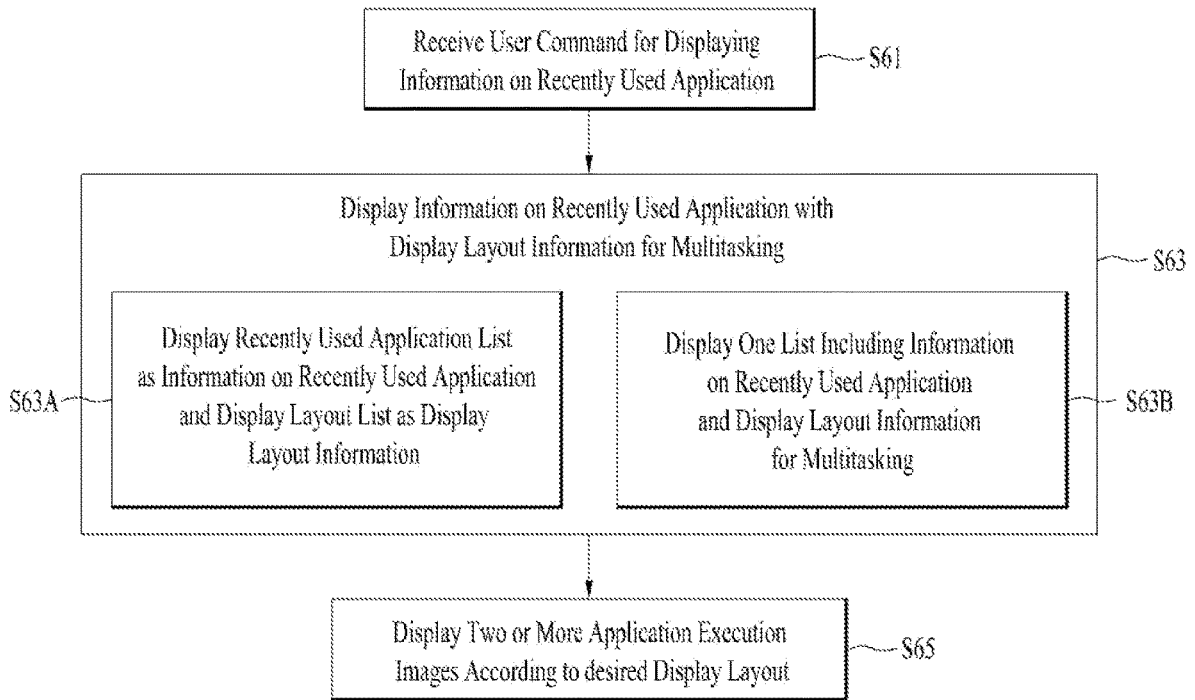 Receive User Command for Displaying
Information on Recently Used Application
S61
Display Information on Recently Used Application with
Display Layout Information for Multitasking
S63
Display Recently Used Application List
as Information on Recently Used Application
and Display Layout List as Display
Layout Information
S63A
Display One List Including Information
on Recently Used Application
and Display Layout Information
for Multitasking
S63B
Display Two or More Application Execution
Images According to desired Display Layout
S65